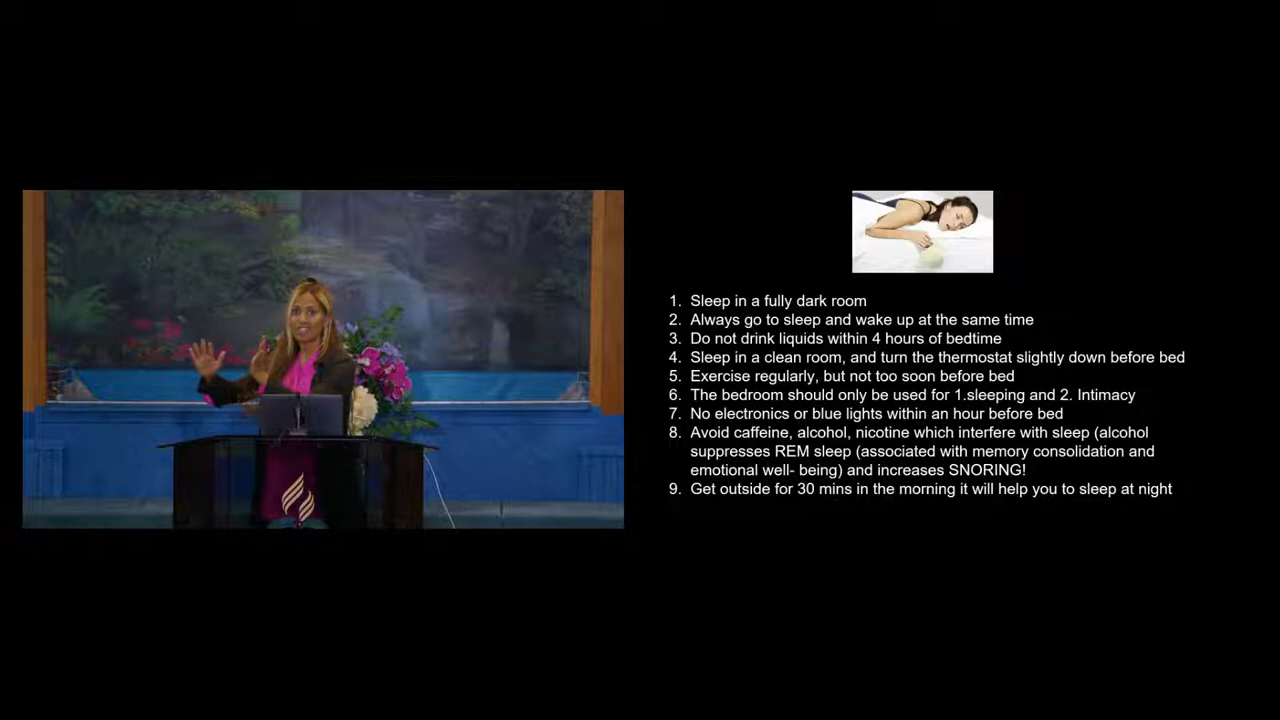 1. Sleep in a fully dark room
2. Always go to sleep and wake up at the same time
3. Do not drink liquids within 4 hours of bedtime
4. Sleep in a clean room, and turn the thermostat slightly down before bed
5. Exercise regularly, but not too soon before bed
6. The bedroom should only be used for 1.sleeping and 2. Intimacy
7. No electronics or blue lights within an hour before bed
8. Avoid caffeine, alcohol, nicotine which interfere with sleep (alcohol
suppresses REM sleep (associated with memory consolidation and
emotional well- being) and increases SNORING!
9. Get outside for 30 mins in the morning it will help you to sleep at night